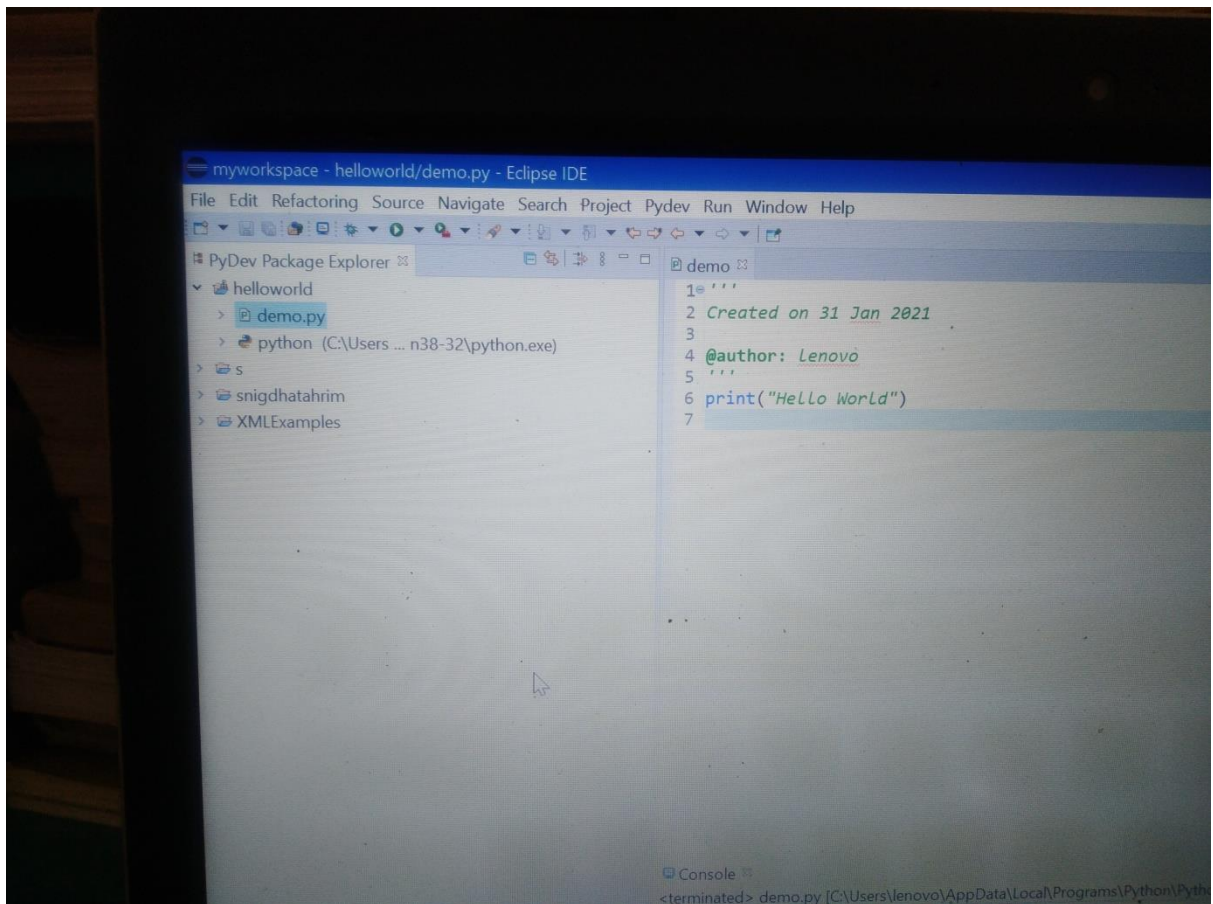 myworkspace - helloworld/demo.py - Eclipse IDE
File Edit Refactoring Source Navigate Search Project Pydev Run Window Help
PyDev Package Explorer
helloworld
demo.py
python (C:\Users ... n38-32\python.exe)
s
snigdhatahrim
XMLExamples
demo
1 '''
2 Created on 31 Jan 2021
3
4 @author: Lenovo
5 '''
6 print("Hello World")
7
Console
<terminated> demo.py [C:\Users\lenovo\AppData\Local\Programs\Python\Pytho